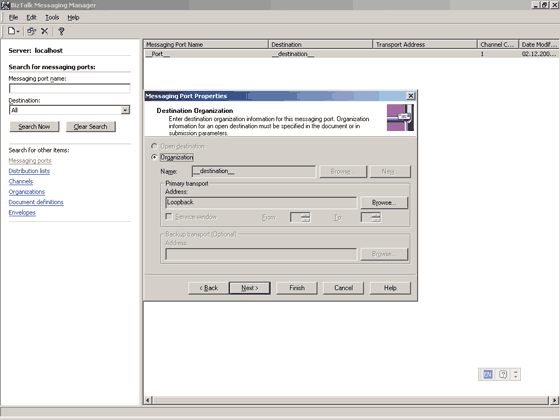 BizTalk Messaging Manager
File Edit Tools Help
Server: localhost
Search for messaging ports:
Messaging port name:
Destination:
All
Search Now Clear Search
Search for other items:
Messaging ports
Distribution lists
Channels
Organizations
Document definitions
Envelopes
Messaging Port Name Destination Transport Address Channel C... Date Modif...
__Port__ __destination__ 1 02.12.200...
Messaging Port Properties
Destination Organization
Enter destination organization information for this messaging port. Organization
information for an open destination must be specified in the document or in
submission parameters.
Open destination
Organization
Name: __destination__ Browse New
Primary transport
Address:
Loopback Browse...
Service window From To
Backup transport (Optional)
Address:
Browse...
< Back Next > Finish Cancel Help
EN